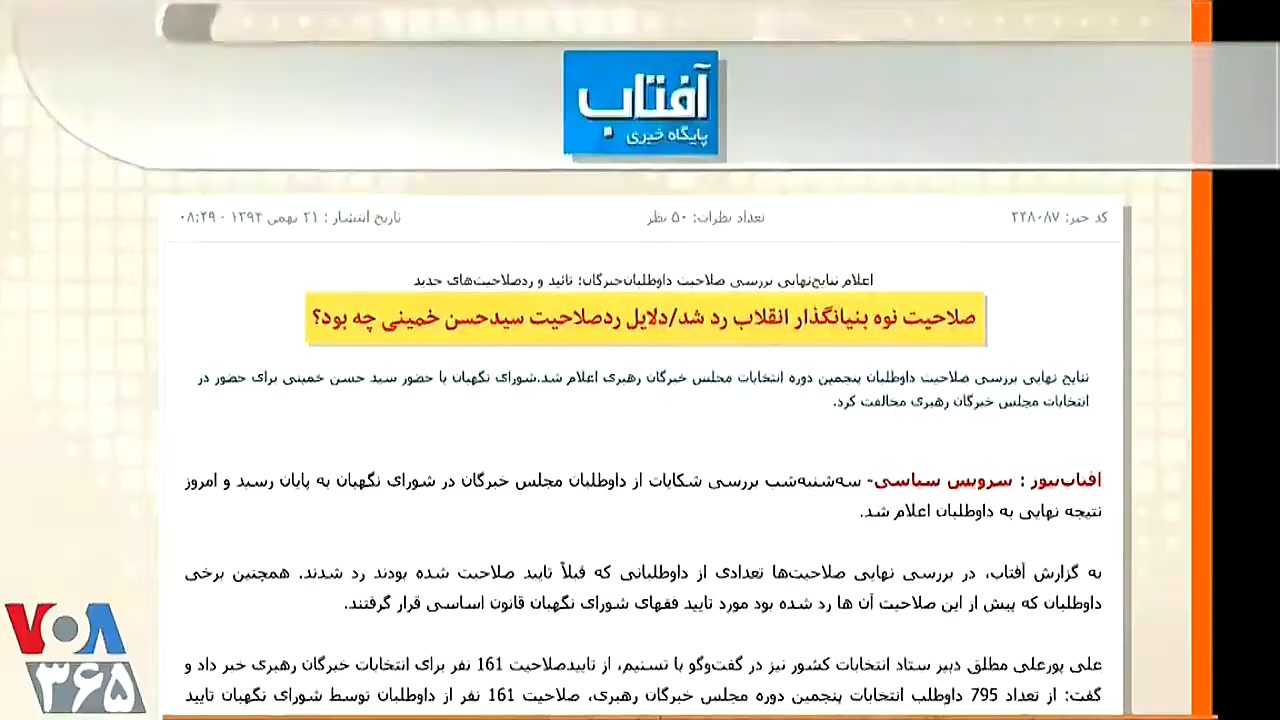 آفتاب
پایگاه خبری
کد خبر: ۳۴۸۰۸۷
تعداد نظرات: ۵۰ نظر
تاریخ انتشار : ۲۱ بهمن ۱۳۹۴ - ۰۸:۴۹
اعلام نتایج‌نهایی بررسی صلاحیت داوطلبان‌خبرگان؛ تائید و ردصلاحیت‌های جدید
صلاحیت نوه بنیانگذار انقلاب رد شد/دلایل ردصلاحیت سیدحسن خمینی چه بود؟
نتایج نهایی بررسی صلاحیت داوطلبان پنجمین دوره انتخابات مجلس خبرگان رهبری اعلام شد.شورای نگهبان با حضور سید حسن خمینی برای حضور در
انتخابات مجلس خبرگان رهبری مخالفت کرد.
آفتاب‌نیوز : سرویس سیاسی- سه‌شنبه‌شب بررسی شکایات از داوطلبان مجلس خبرگان در شورای نگهبان به پایان رسید و امروز
نتیجه نهایی به داوطلبان اعلام شد.
به گزارش آفتاب، در بررسی نهایی صلاحیت‌ها تعدادی از داوطلبانی که قبلاً تایید صلاحیت شده بودند رد شدند. همچنین برخی
داوطلبان که پیش از این صلاحیت آن ها رد شده بود مورد تایید فقهای شورای نگهبان قانون اساسی قرار گرفتند.
علی پورعلی مطلق دبیر ستاد انتخابات کشور نیز در گفت‌وگو با تسنیم، از تاییدصلاحیت 161 نفر برای انتخابات خبرگان رهبری خبر داد و
گفت: از تعداد 795 داوطلب انتخابات پنجمین دوره مجلس خبرگان رهبری، صلاحیت 161 نفر از داوطلبان توسط شورای نگهبان تایید
VOA
۳۶۵